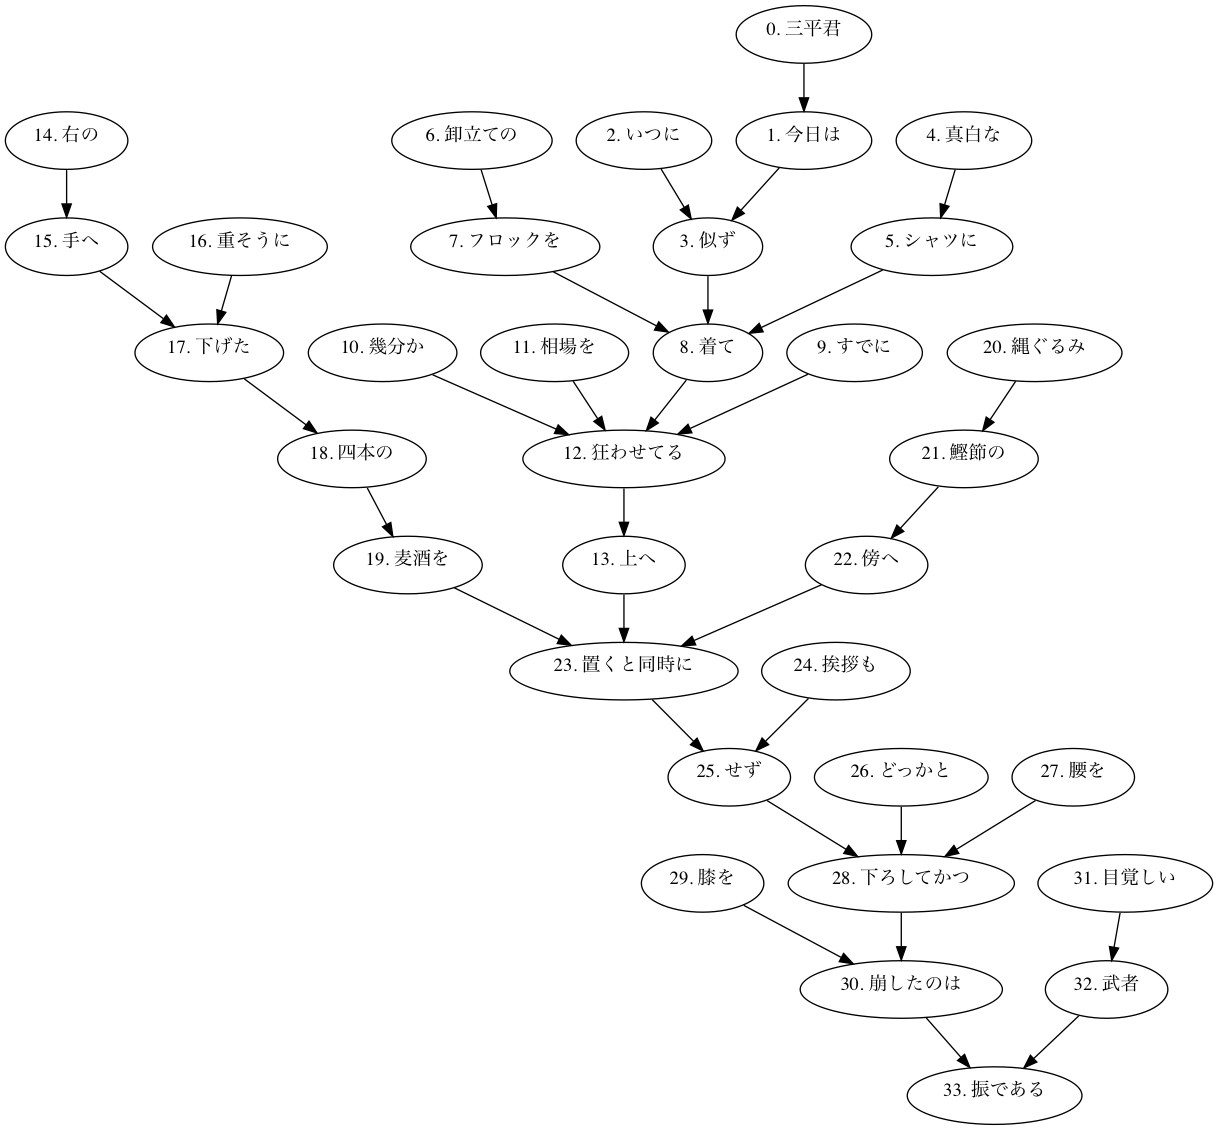 0. 三平君
14. 右の
6. 卸立ての
2. いつに
1. 今日は
4. 真白な
15. 手へ
16. 重そうに
7. フロックを
3. 似ず
5. シャツに
17. 下げた
10. 幾分か
11. 相場を
8. 着て
9. すでに
20. 縄ぐるみ
18. 四本の
12. 狂わせてる
21. 鰹節の
19. 麦酒を
13. 上へ
22. 傍へ
23. 置くと同時に
24. 挨拶も
25. せず
26. どっかと
27. 腰を
29. 膝を
28. 下ろしてかつ
31. 目覚しい
30. 崩したのは
32. 武者
33. 振である